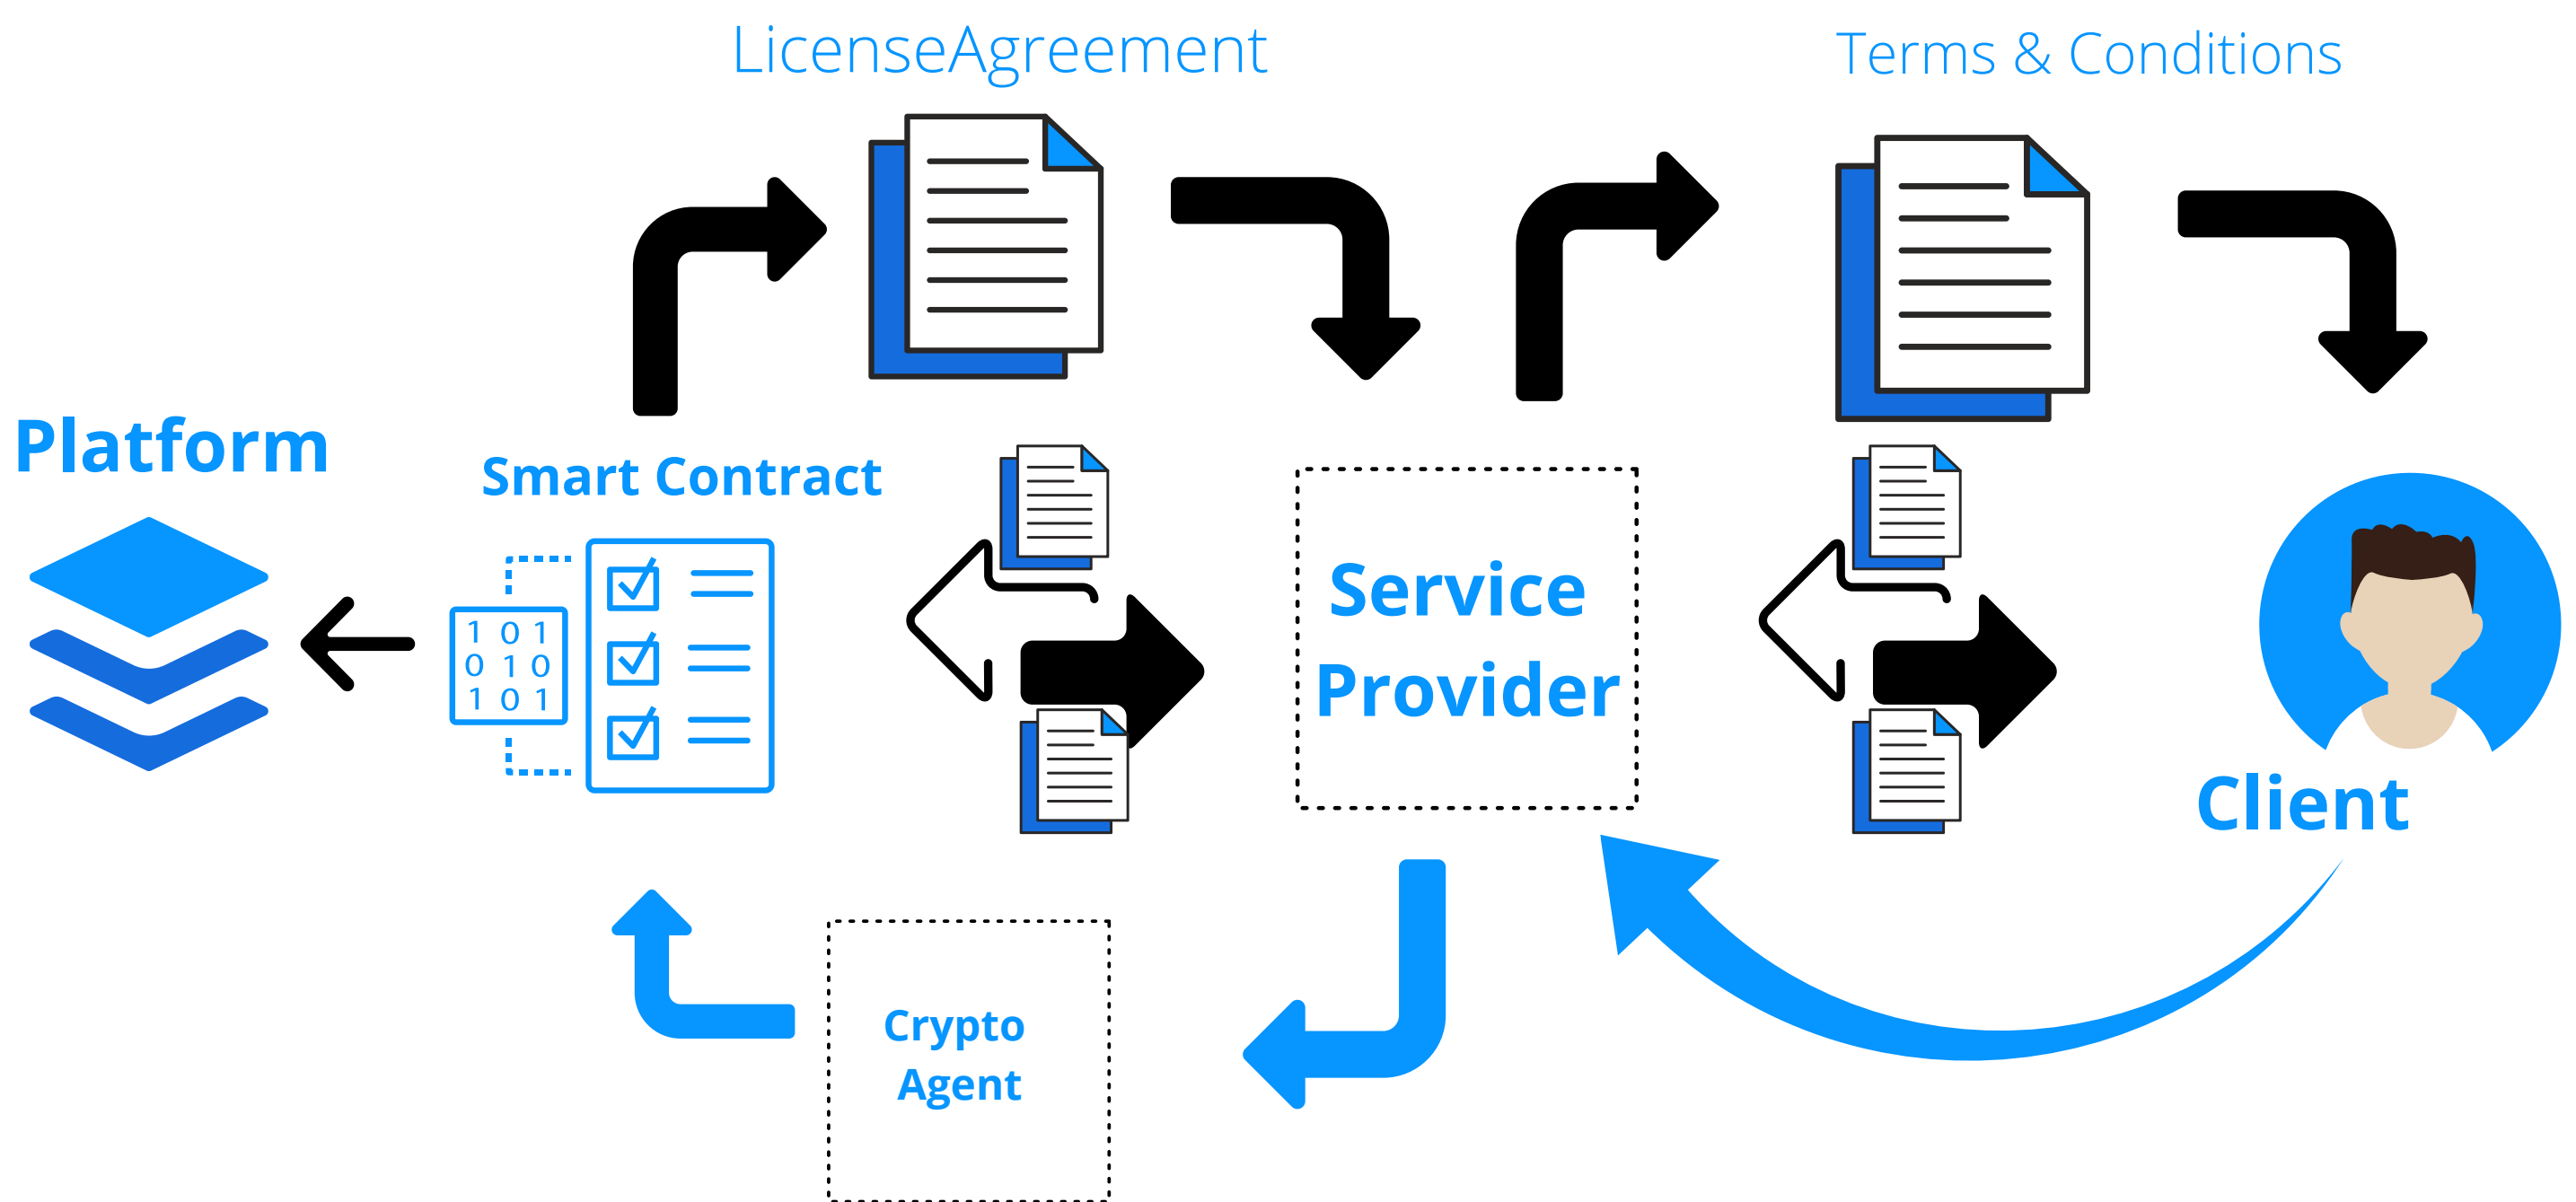 LicenseAgreement
Terms & Conditions
Platform
Smart Contract
1 0 1
0 1 0
1 0 1
Service
Provider
Client
Crypto
Agent